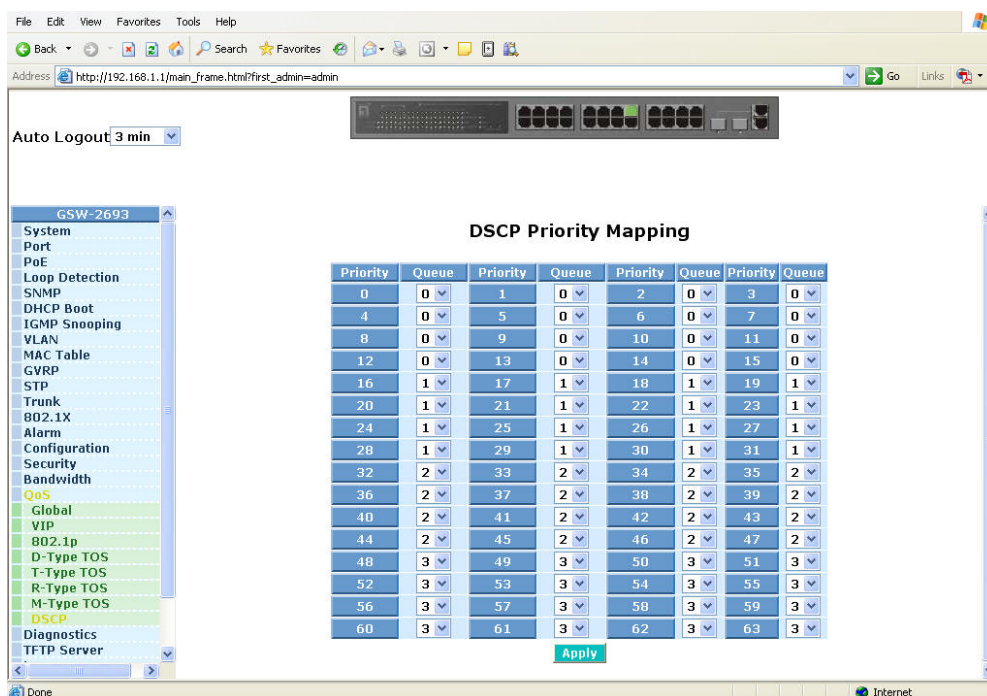 File Edit View Favorites Tools Help
Back Search Favorites
Address http://192.168.1.1/main_frame.html?first_admin=admin Go Links
Auto Logout 3 min
GSW-2693
System
Port
PoE
Loop Detection
SNMP
DHCP Boot
IGMP Snooping
VLAN
MAC Table
GVRP
STP
Trunk
802.1X
Alarm
Configuration
Security
Bandwidth
QoS
Global
VIP
802.1p
D-Type TOS
T-Type TOS
R-Type TOS
M-Type TOS
DSCP
Diagnostics
TFTP Server
DSCP Priority Mapping
Priority Queue Priority Queue Priority Queue Priority Queue
0 0 1 0 2 0 3 0
4 0 5 0 6 0 7 0
8 0 9 0 10 0 11 0
12 0 13 0 14 0 15 0
16 1 17 1 18 1 19 1
20 1 21 1 22 1 23 1
24 1 25 1 26 1 27 1
28 1 29 1 30 1 31 1
32 2 33 2 34 2 35 2
36 2 37 2 38 2 39 2
40 2 41 2 42 2 43 2
44 2 45 2 46 2 47 2
48 3 49 3 50 3 51 3
52 3 53 3 54 3 55 3
56 3 57 3 58 3 59 3
60 3 61 3 62 3 63 3
Apply
Done Internet